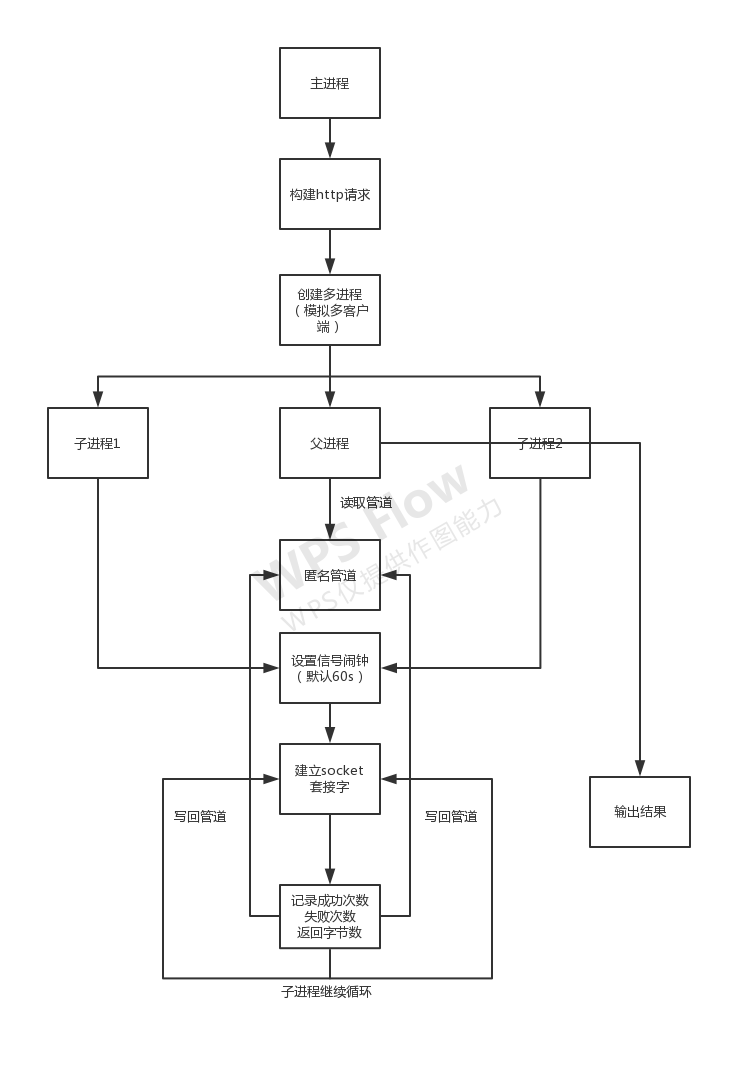 主进程
构建http请求
创建多进程
（模拟多客户
端）
子进程1
父进程
子进程2
读取管道
WPS Flow
WPS仅提供作图能力
匿名管道
设置信号闹钟
（默认60s）
建立socket
套接字
写回管道
写回管道
输出结果
记录成功次数
失败次数
返回字节数
子进程继续循环